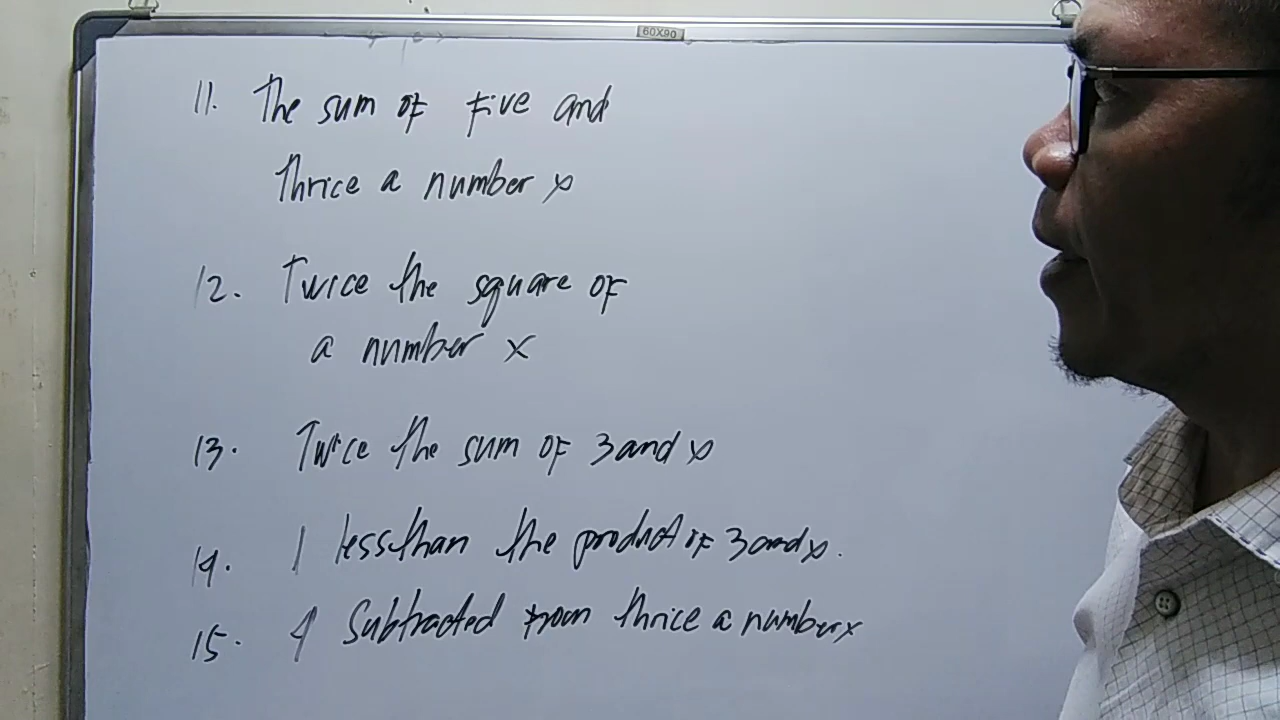 60X90
11. The sum of Five and
thrice a number x
12. Twice the square of
a number x
13. Twice the sum of 3 and x
14. 1 less than the product of 3 and x.
15. 4 Subtracted from thrice a number x